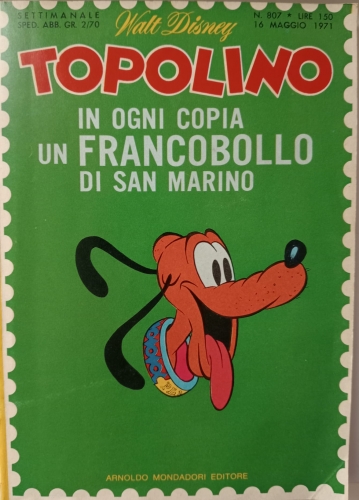 SETTIMANALE
SPED. ABB. GR. 2/70
Walt Disney
N. 807 * LIRE 150
16 MAGGIO 1971
TOPOLINO
IN OGNI COPIA
UN FRANCOBOLLO
DI SAN MARINO
ARNOLDO MONDADORI EDITORE